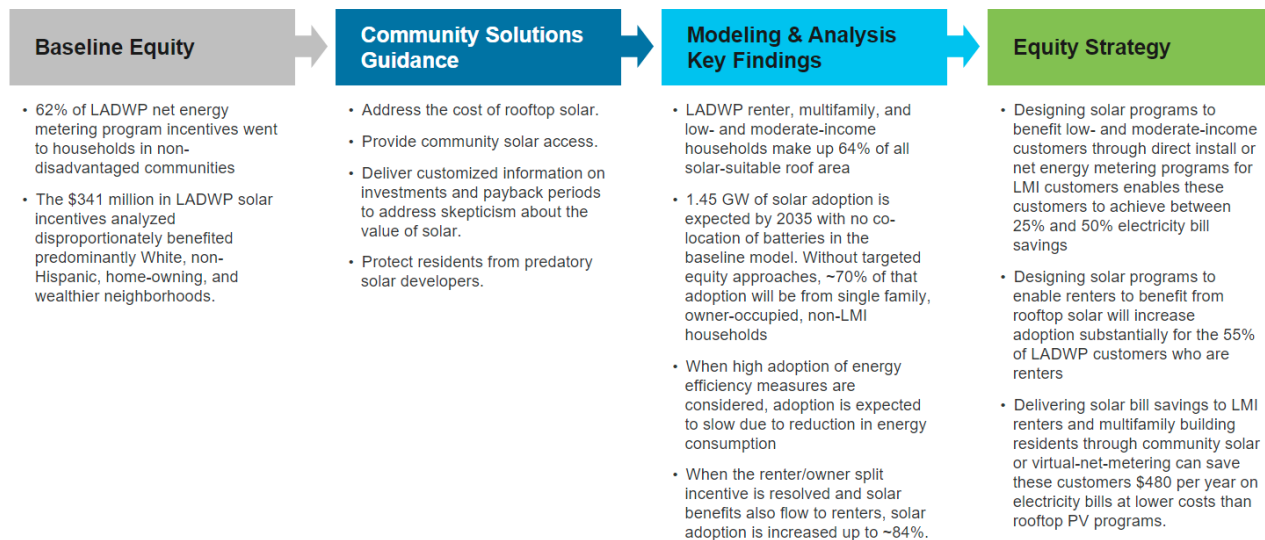 Baseline Equity
• 62% of LADWP net energy
metering program incentives went
to households in non-
disadvantaged communities
• The $341 million in LADWP solar
incentives analyzed
disproportionately benefited
predominantly White, non-
Hispanic, home-owning, and
wealthier neighborhoods.
Community Solutions
Guidance
• Address the cost of rooftop solar.
• Provide community solar access.
• Deliver customized information on
investments and payback periods
to address skepticism about the
value of solar.
• Protect residents from predatory
solar developers.
Modeling & Analysis
Key Findings
• LADWP renter, multifamily, and
low- and moderate-income
households make up 64% of all
solar-suitable roof area
• 1.45 GW of solar adoption is
expected by 2035 with no co-
location of batteries in the
baseline model. Without targeted
equity approaches, ~70% of that
adoption will be from single family,
owner-occupied, non-LMI
households
• When high adoption of energy
efficiency measures are
considered, adoption is expected
to slow due to reduction in energy
consumption
• When the renter/owner split
incentive is resolved and solar
benefits also flow to renters, solar
adoption is increased up to ~84%.
Equity Strategy
• Designing solar programs to
benefit low- and moderate-income
customers through direct install or
net energy metering programs for
LMI customers enables these
customers to achieve between
25% and 50% electricity bill
savings
• Designing solar programs to
enable renters to benefit from
rooftop solar will increase
adoption substantially for the 55%
of LADWP customers who are
renters
• Delivering solar bill savings to LMI
renters and multifamily building
residents through community solar
or virtual-net-metering can save
these customers $480 per year on
electricity bills at lower costs than
rooftop PV programs.